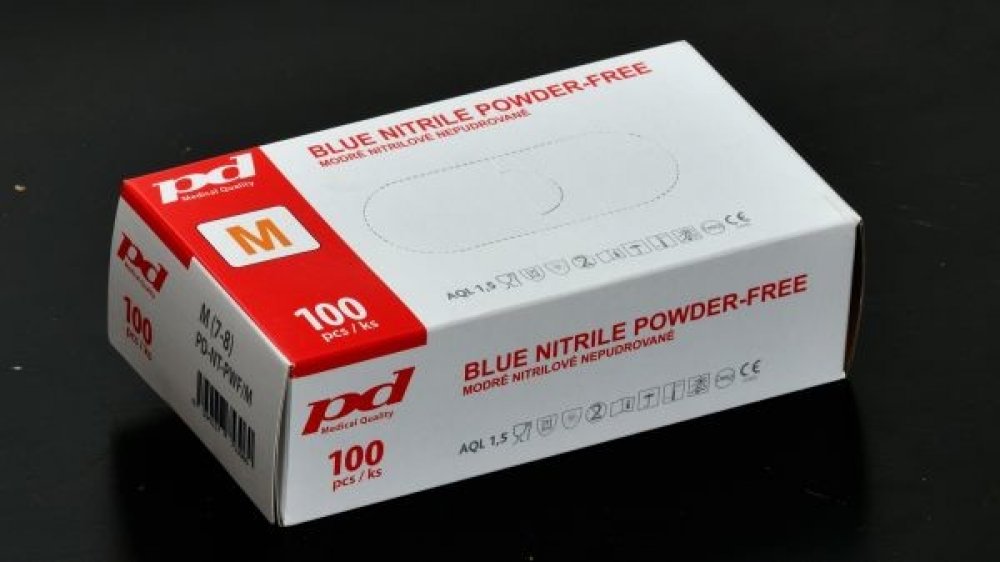 BLUE NITRILE POWDER-FREE
MODRÉ NITRILOVÉ NEPUDROVANÉ
pd
Medical Quality
M
100
pcs / ks
AQL 1,5
2
CE
pd
Medical Quality
100
pcs / ks
M (7-8)
PD-NT-PWF/M
pd
Medical Quality
100
pcs / ks
BLUE NITRILE POWDER-FREE
MODRÉ NITRILOVÉ NEPUDROVANÉ
AQL 1,5
2
CE